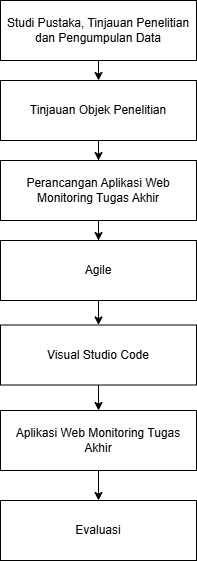 Studi Pustaka, Tinjauan Penelitian
dan Pengumpulan Data
Tinjauan Objek Penelitian
Perancangan Aplikasi Web
Monitoring Tugas Akhir
Agile
Visual Studio Code
Aplikasi Web Monitoring Tugas
Akhir
Evaluasi